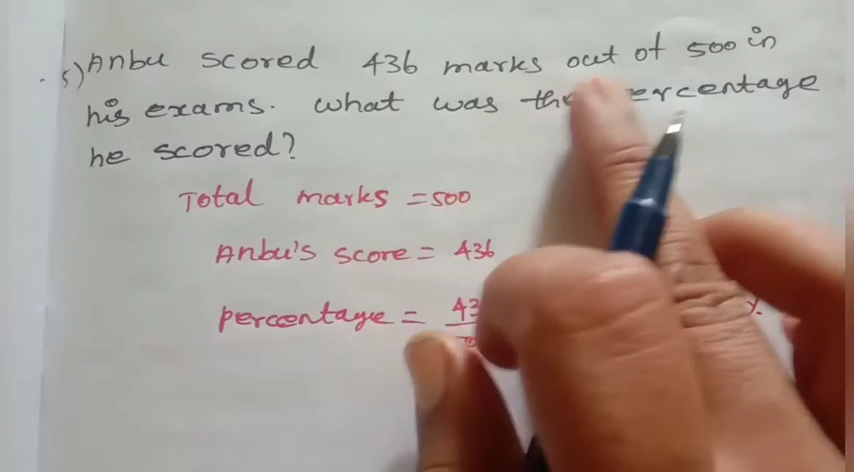 5) Anbu scored 436 marks out of 500 in
his exams. What was the percentage
he scored?
Total marks = 500
Anbu's score = 436
percentage =